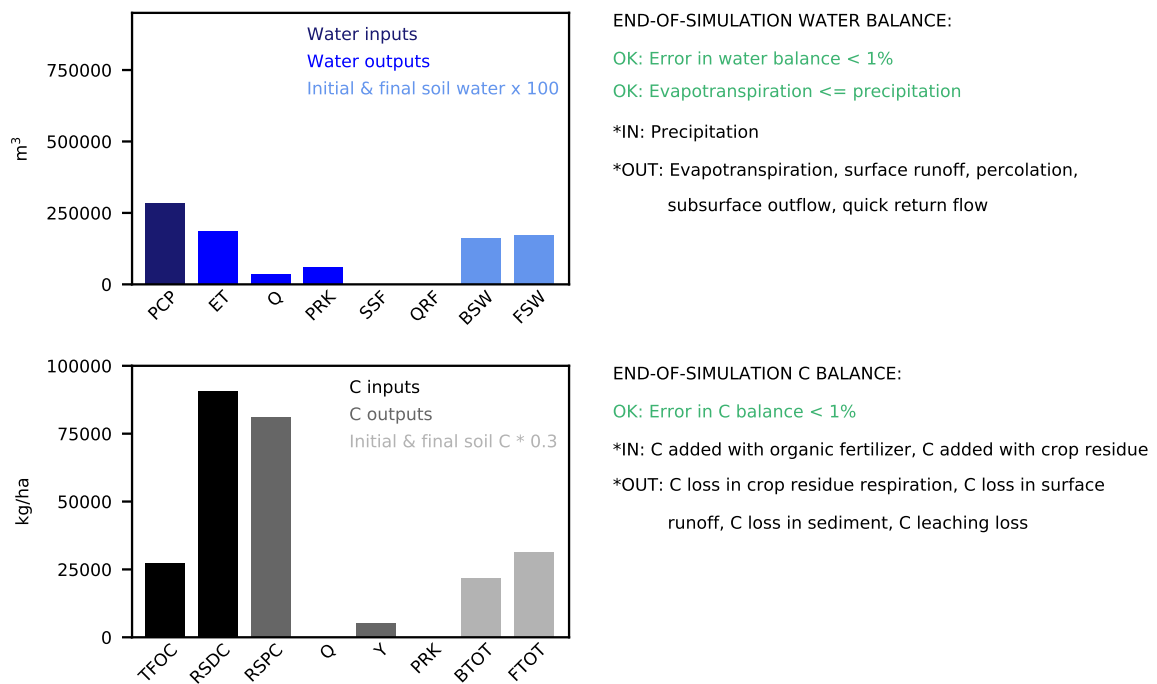 Water inputs
Water outputs
Initial & final soil water x 100
m³
750000
500000
250000
0
PCP
ET
Q
PRK
SSF
QRF
BSW
FSW
END-OF-SIMULATION WATER BALANCE:
OK: Error in water balance < 1%
OK: Evapotranspiration <= precipitation
*IN: Precipitation
*OUT: Evapotranspiration, surface runoff, percolation,
subsurface outflow, quick return flow
C inputs
C outputs
Initial & final soil C * 0.3
kg/ha
100000
75000
50000
25000
0
TFOC
RSDC
RSPC
Q
Y
PRK
BTOT
FTOT
END-OF-SIMULATION C BALANCE:
OK: Error in C balance < 1%
*IN: C added with organic fertilizer, C added with crop residue
*OUT: C loss in crop residue respiration, C loss in surface
runoff, C loss in sediment, C leaching loss